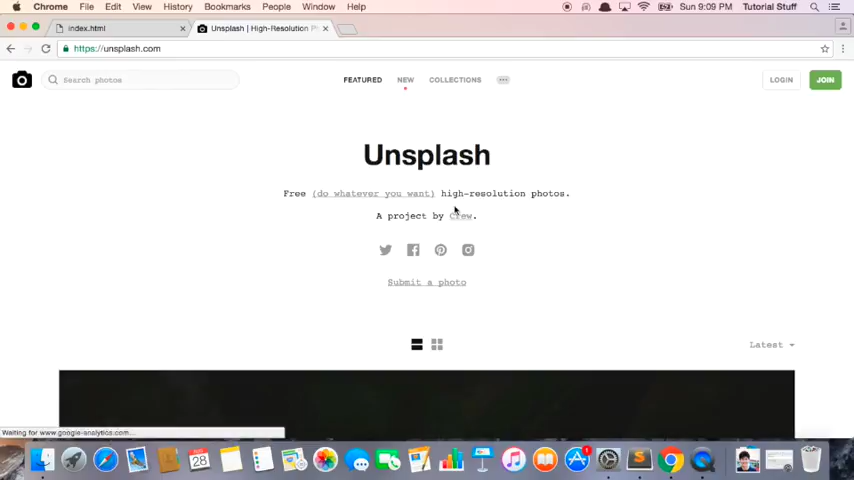 Chrome File Edit View History Bookmarks People Window Help Sun 9:09 PM Tutorial Stuff
index.html Unsplash | High-Resolution P
https://unsplash.com
Search photos FEATURED NEW COLLECTIONS LOGIN JOIN
Unsplash
Free (do whatever you want) high-resolution photos.
A project by Crew.
Submit a photo
Latest
Waiting for www.google-analytics.com...
28